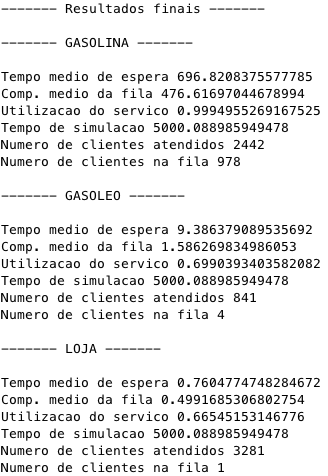 ------- Resultados finais -------
------- GASOLINA -------
Tempo medio de espera 696.8208375577785
Comp. medio da fila 476.61697044678994
Utilizacao do servico 0.9994955269167525
Tempo de simulacao 5000.088985949478
Numero de clientes atendidos 2442
Numero de clientes na fila 978
------- GASOLEO -------
Tempo medio de espera 9.386379089535692
Comp. medio da fila 1.586269834986053
Utilizacao do servico 0.6990393403582082
Tempo de simulacao 5000.088985949478
Numero de clientes atendidos 841
Numero de clientes na fila 4
------- LOJA -------
Tempo medio de espera 0.7604774748284672
Comp. medio da fila 0.4991685306802754
Utilizacao do servico 0.66545153146776
Tempo de simulacao 5000.088985949478
Numero de clientes atendidos 3281
Numero de clientes na fila 1